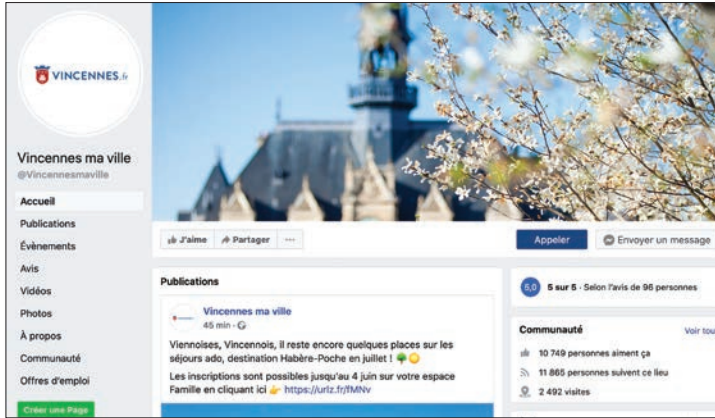 VINCENNES.fr
Vincennes ma ville
@Vincennesmaville
Accueil
Publications
Évènements
Avis
Vidéos
Photos
À propos
Communauté
Offres d'emploi
Créer une Page
J'aime
Partager
Appeler
Envoyer un message
Publications
Vincennes ma ville
45 min
Viennoises, Vincennois, il reste encore quelques places sur les
séjours ado, destination Habère-Poche en juillet !
Les inscriptions sont possibles jusqu'au 4 juin sur votre espace
Famille en cliquant ici 👉 https://urlz.fr/fMNv
5,0
5 sur 5 · Selon l'avis de 96 personnes
Communauté
Voir tou
10 749 personnes aiment ça
11 865 personnes suivent ce lieu
2 492 visites